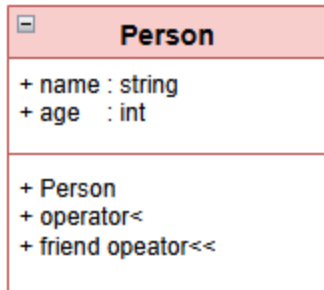 Person
+ name : string
+ age : int
+ Person
+ operator<
+ friend opeator<<